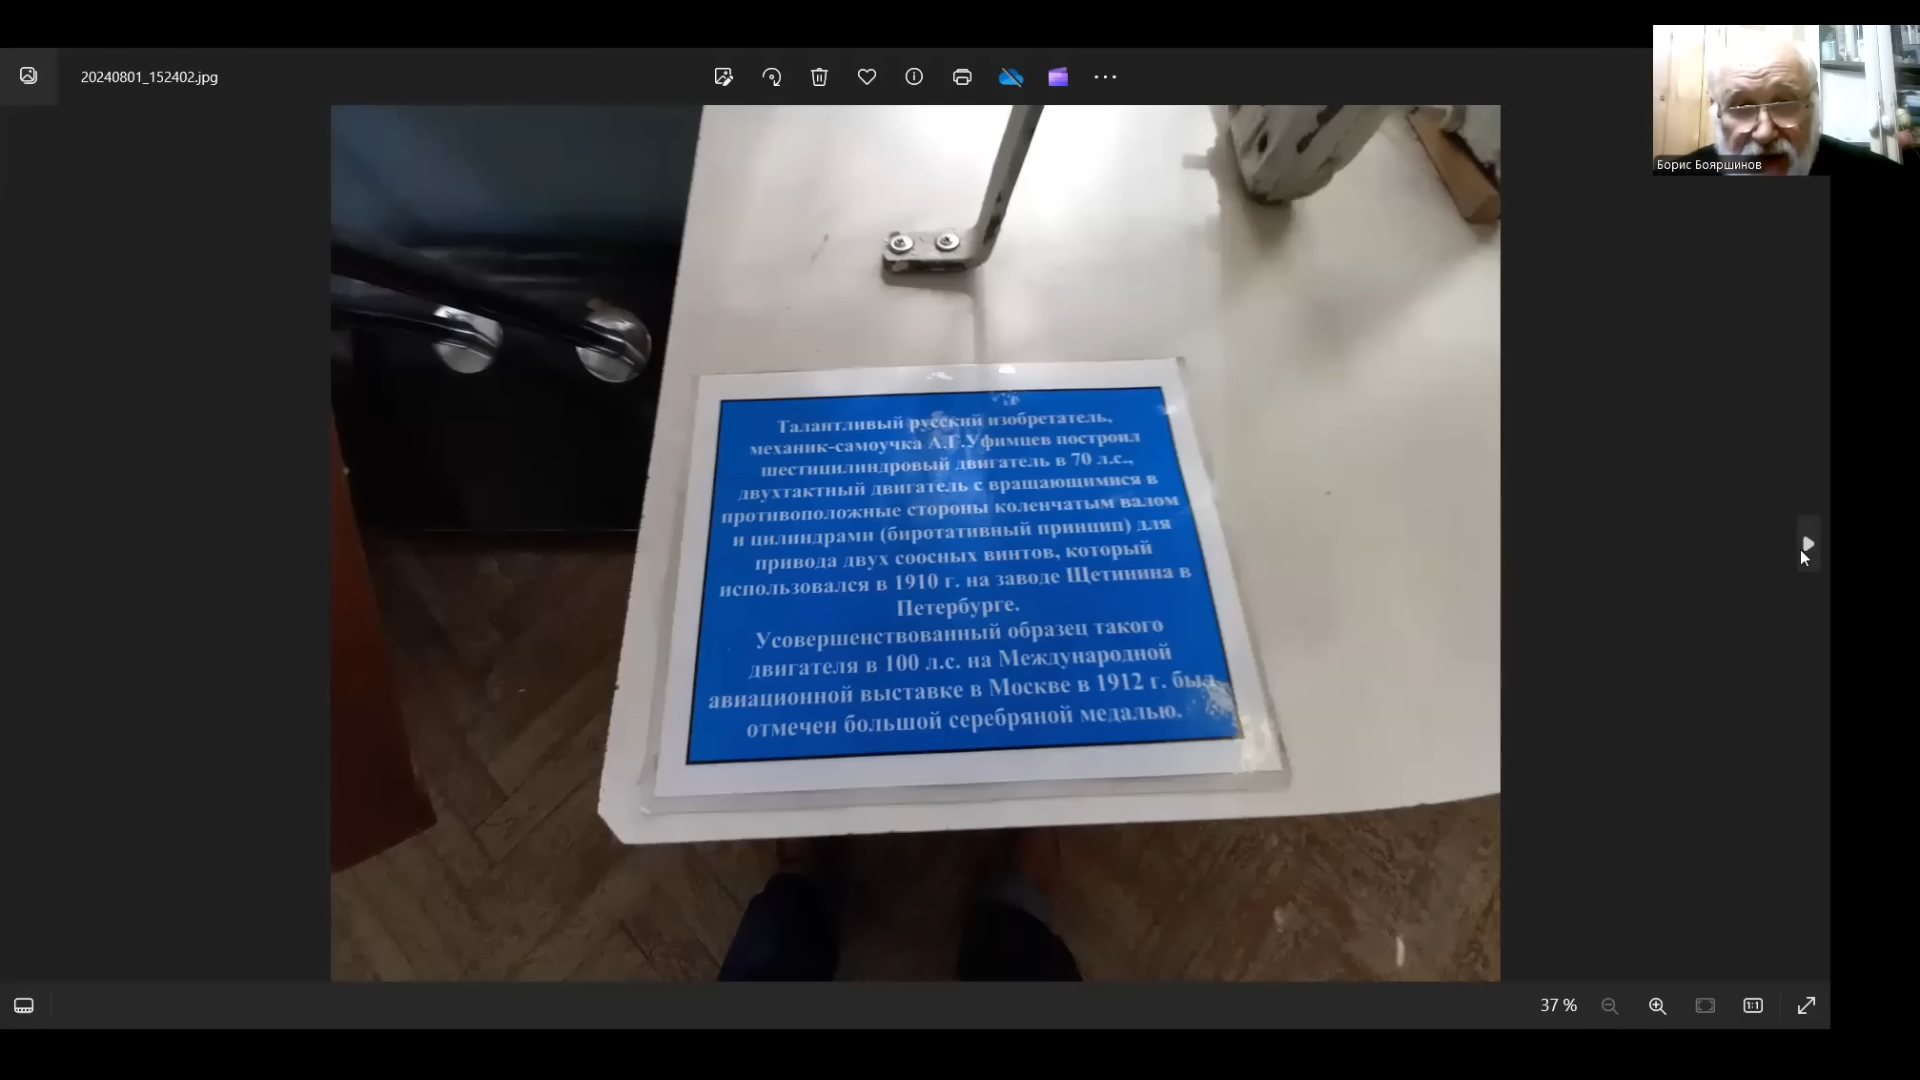 20240801_152402.jpg
Борис Бояршинов
Талантливый русский изобретатель,
механик-самоучка А.Г.Уфимцев построил
шестицилиндровый двигатель в 70 л.с.,
двухтактный двигатель с вращающимися в
противоположные стороны коленчатым валом
и цилиндрами (биротативный принцип) для
привода двух соосных винтов, который
использовался в 1910 г. на заводе Щетинина в
Петербурге.
Усовершенствованный образец такого
двигателя в 100 л.с. на Международной
авиационной выставке в Москве в 1912 г. был
отмечен большой серебряной медалью.
37 %
1:1